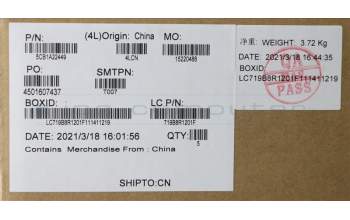 P/N: (4L)Origin: China MO:
5CB1A22449 4LCN 15220488
PO: SMTPN:
4501607437 T007
BOXID: LC P/N:
LC719B8R1201F111411219 719B8R1201F
DATE: 2021/3/18 16:01:56 QTY:
5
Contains Merchandise From : China
SHIPTO:CN
净重: WEIGHT: 3.72 Kg
DATE: 2021/3/18 16:44:35
BOXID:
LC719B8R1201F111411219
QA
PASS